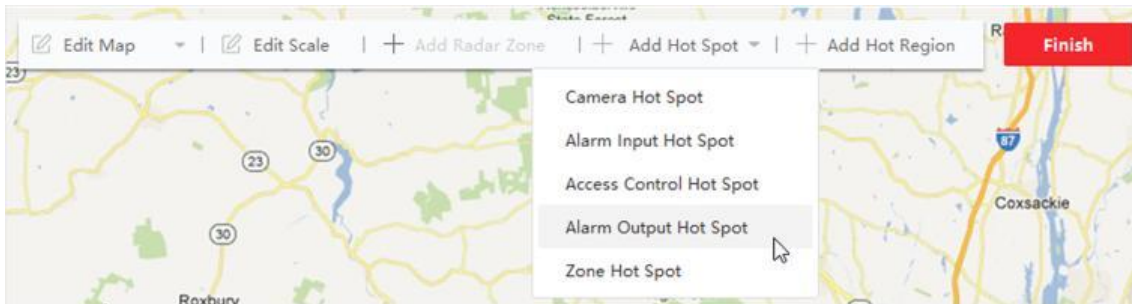 State Forest
Edit Map
Edit Scale
Add Radar Zone
Add Hot Spot
Add Hot Region
R
Finish
23
Camera Hot Spot
Alarm Input Hot Spot
Access Control Hot Spot
Alarm Output Hot Spot
Zone Hot Spot
30
23
87
Coxsackie
30
Roxbury